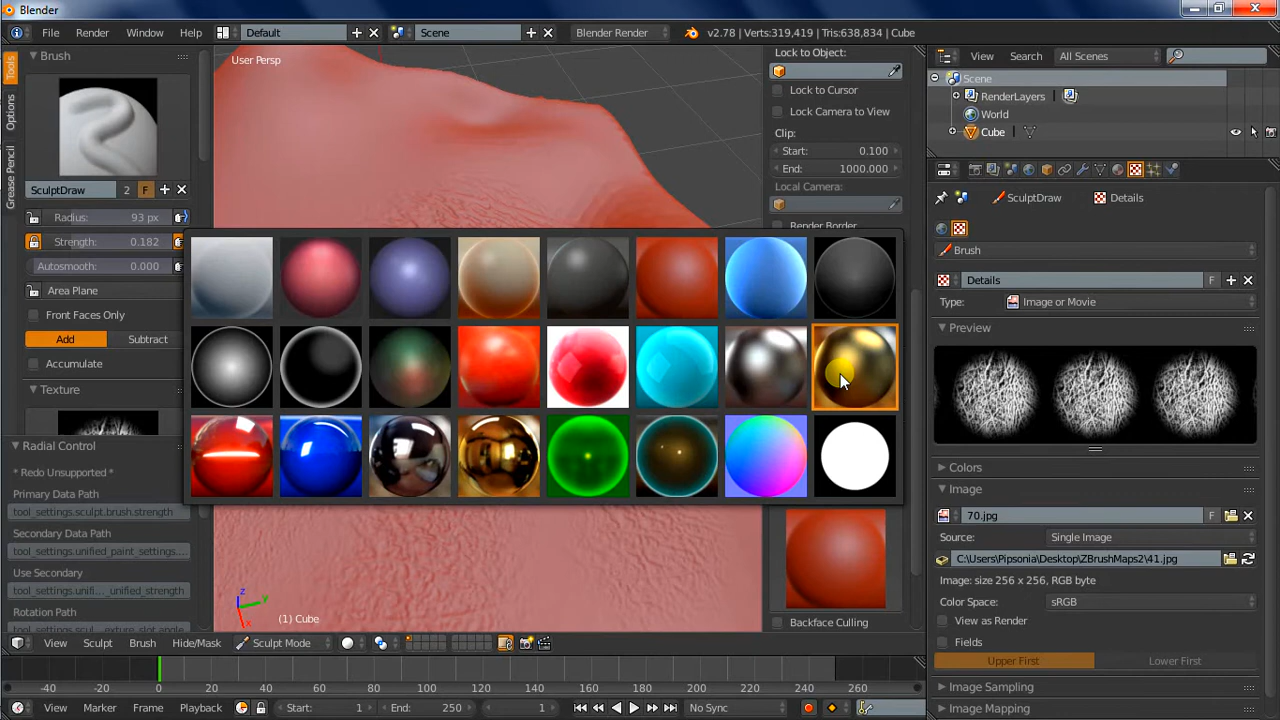 Blender
File Render Window Help Default Scene Blender Render v2.78 | Verts:319,419 | Tris:638,834 | Cube
Brush
Tools
Options
Grease Pencil
SculptDraw 2 F
Radius: 93 px
Strength: 0.182
Autosmooth: 0.000
Area Plane
Front Faces Only
Add Subtract
Accumulate
Texture
Radial Control
* Redo Unsupported *
Primary Data Path
tool_settings.sculpt.brush.strength
Secondary Data Path
tool_settings.unified_paint_settings....
Use Secondary
tool_settings.unifi..._unified_strength
Rotation Path
User Persp
(1) Cube
View Sculpt Brush Hide/Mask Sculpt Mode
Lock to Object:
Lock to Cursor
Lock Camera to View
Clip:
Start: 0.100
End: 1000.000
Local Camera:
Render Border
Backface Culling
View Search All Scenes
Scene
RenderLayers
World
Cube
SculptDraw Details
Brush
Details F
Type: Image or Movie
Preview
Colors
Image
70.jpg F
Source: Single Image
C:\Users\Pipsonia\Desktop\ZBrushMaps2\41.jpg
Image: size 256 x 256, RGB byte
Color Space: sRGB
View as Render
Fields
Upper First Lower First
Image Sampling
Image Mapping
-40 -20 0 20 40 60 80 100 120 140 160 180 200 220 240 260
View Marker Frame Playback Start: 1 End: 250 1 No Sync